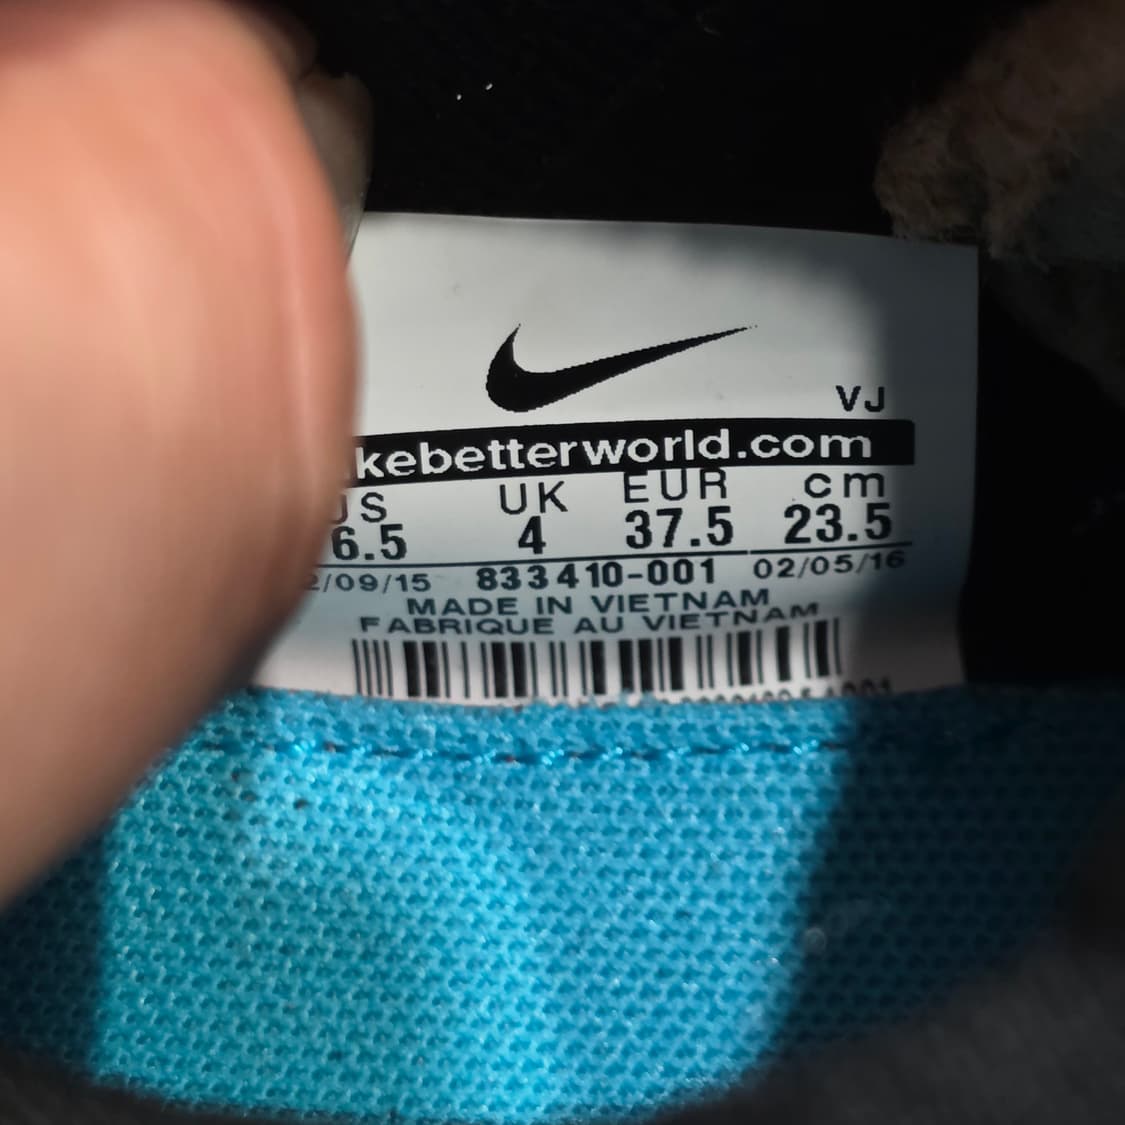 VJ
kebetterworld.com
US UK EUR cm
6.5 4 37.5 23.5
2/09/15 833410-001 02/05/16
MADE IN VIETNAM
FABRIQUE AU VIETNAM